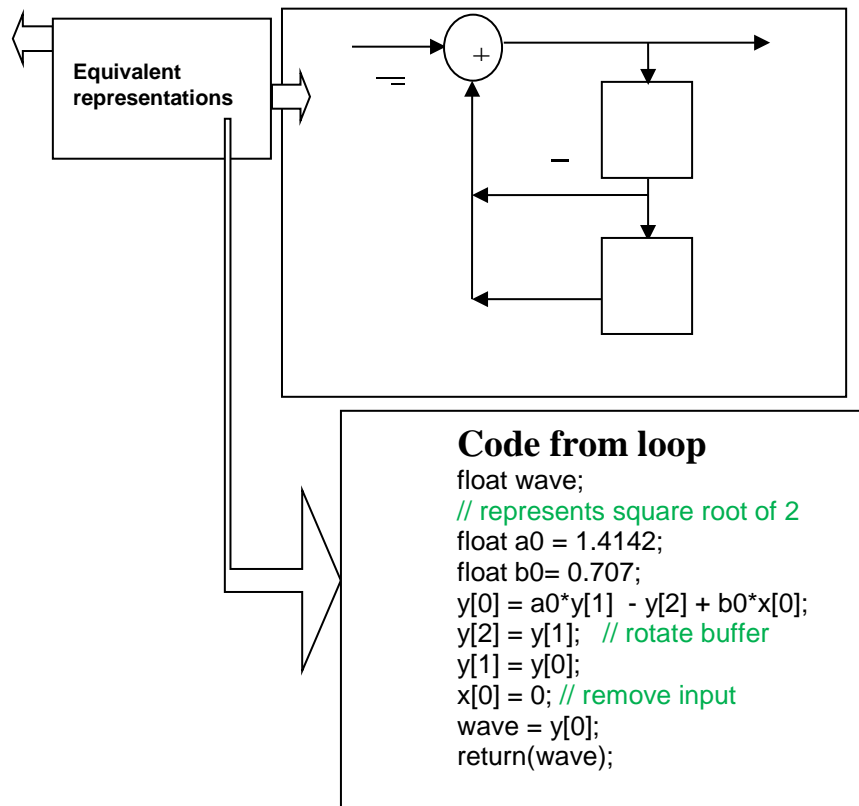 Equivalent
representations
+
Code from loop
float wave;
// represents square root of 2
float a0 = 1.4142;
float b0= 0.707;
y[0] = a0*y[1]  - y[2] + b0*x[0];
y[2] = y[1];   // rotate buffer
y[1] = y[0];
x[0] = 0; // remove input
wave = y[0];
return(wave);